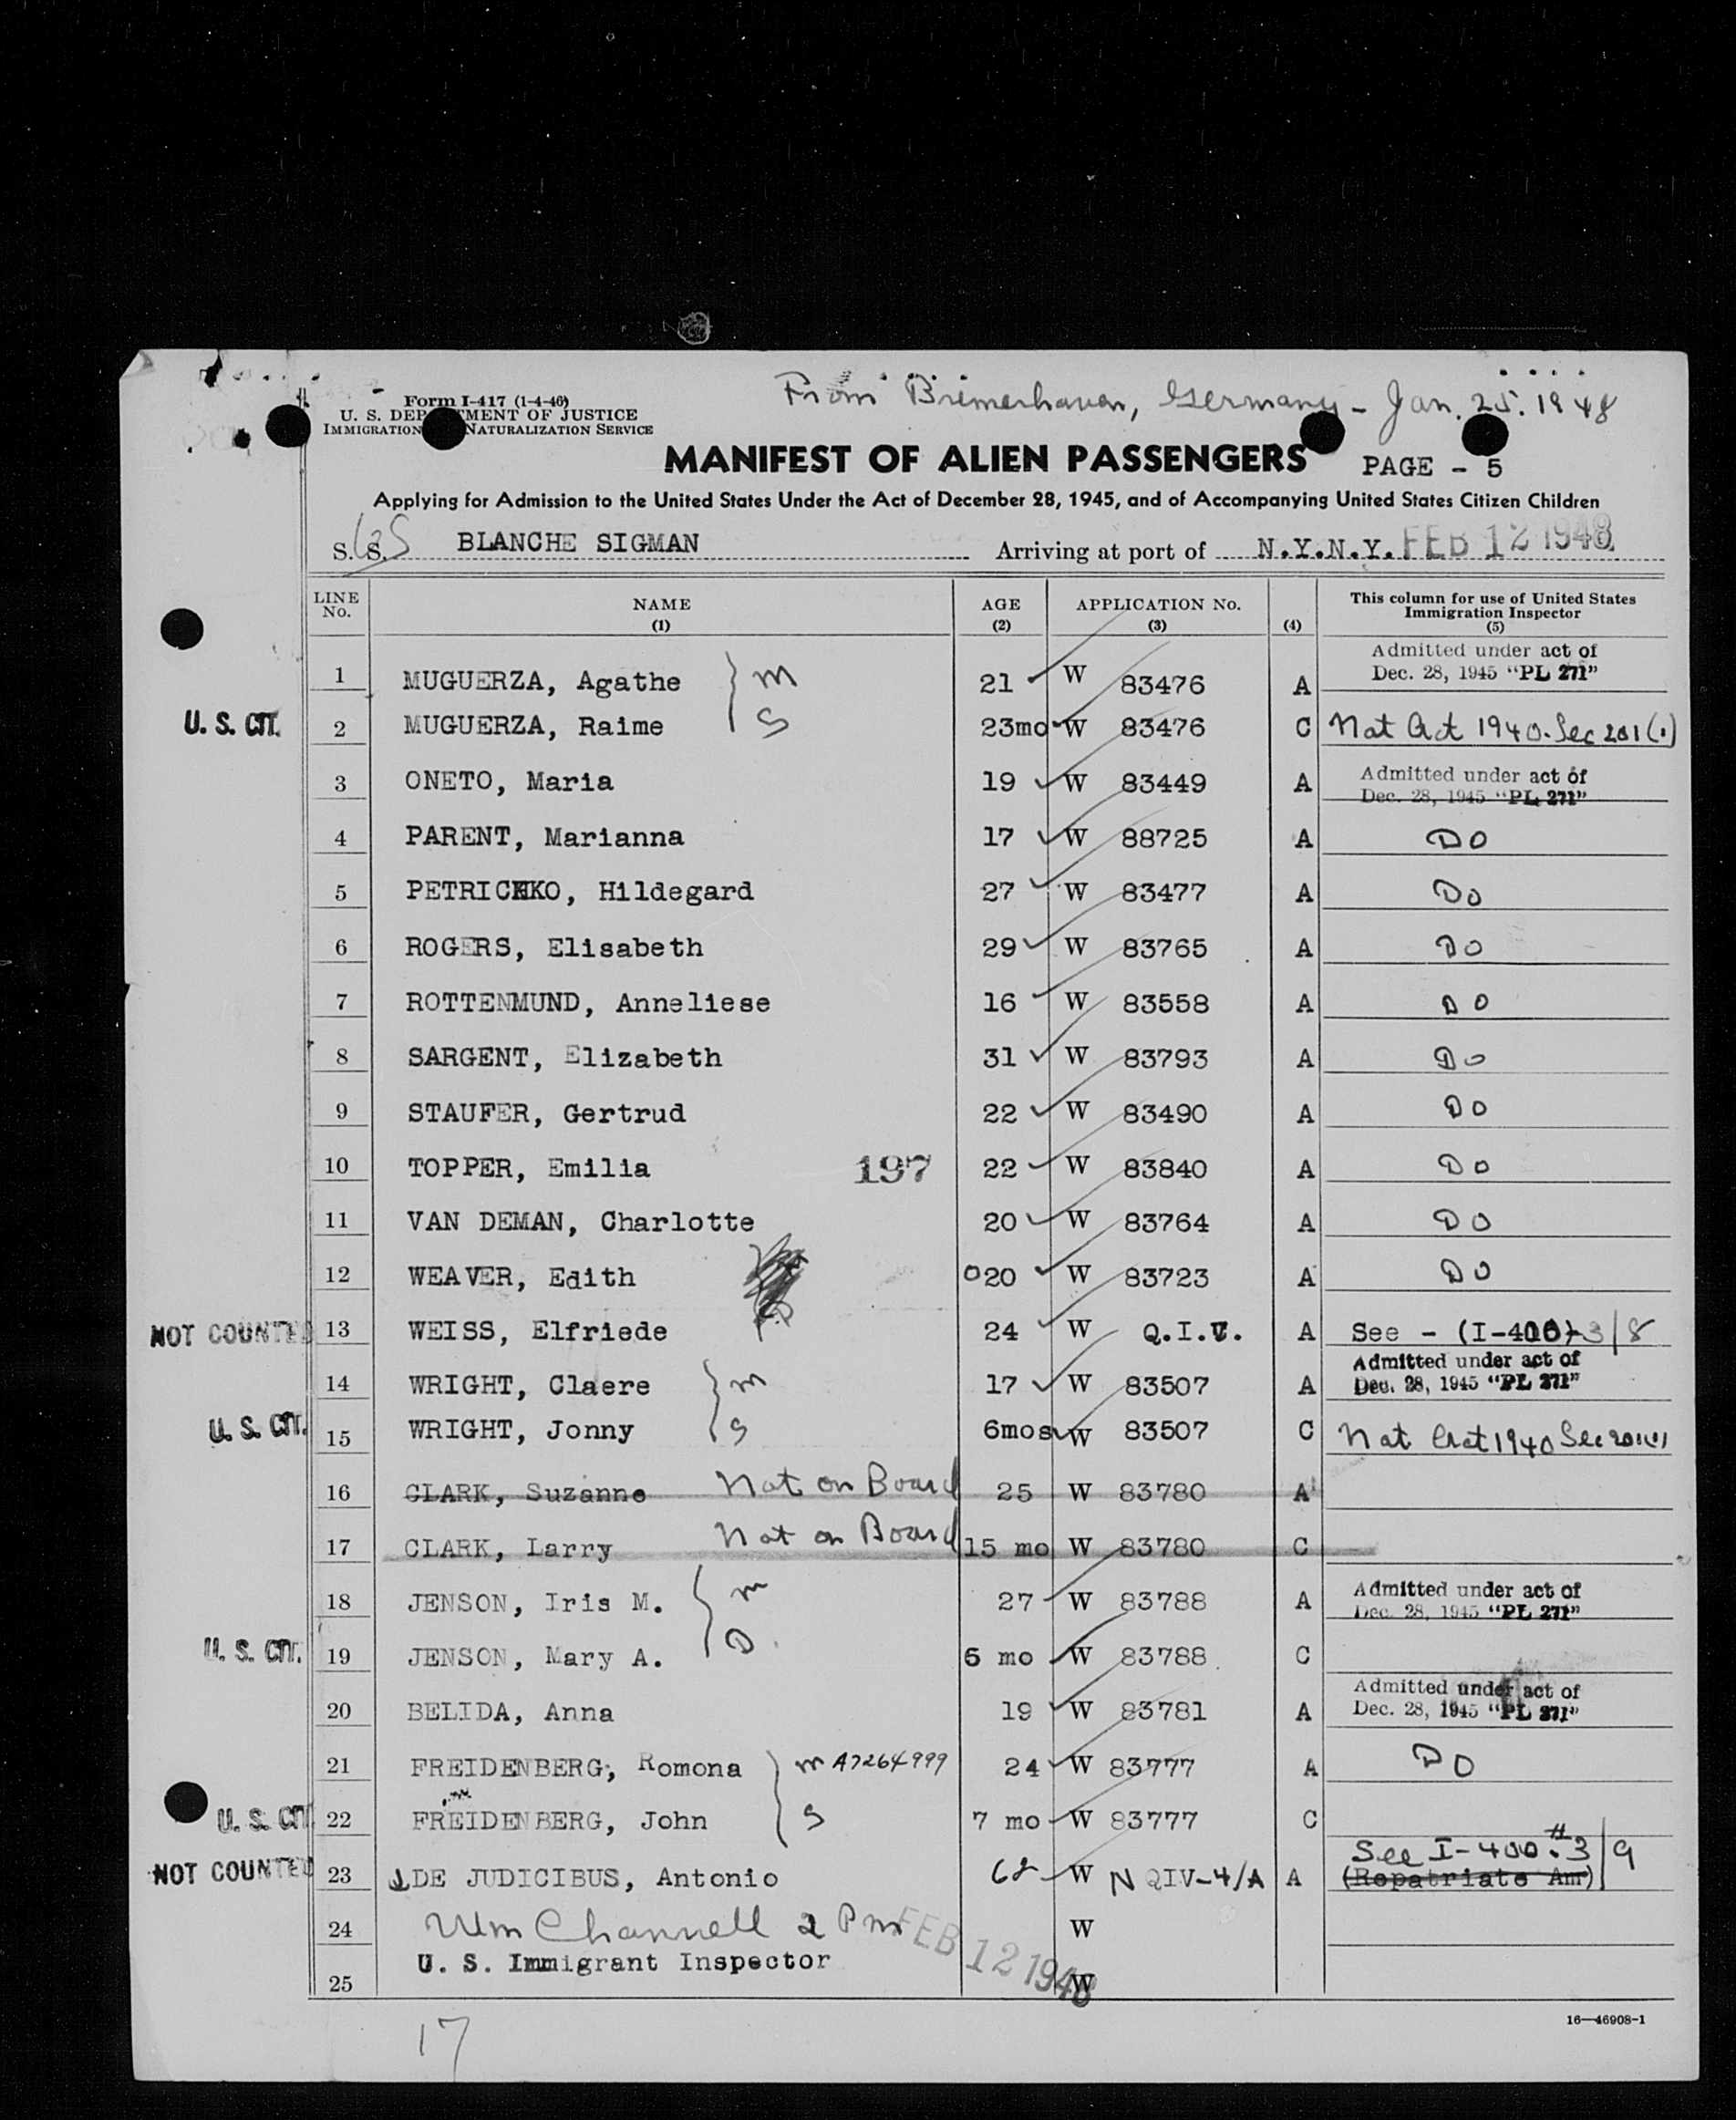 From Bremerhaven, Germany - Jan. 25. 1948
Form I-417 (1-4-46)
U. S. DEPARTMENT OF JUSTICE
IMMIGRATION NATURALIZATION SERVICE
MANIFEST OF ALIEN PASSENGERS PAGE - 5
Applying for Admission to the United States Under the Act of December 28, 1945, and of Accompanying United States Citizen Children
S. S. BLANCHE SIGMAN Arriving at port of N.Y.N.Y. FEB 12 1948
LINE No. NAME (1) AGE (2) APPLICATION No. (3) (4) This column for use of United States Immigration Inspector (5)
1 MUGUERZA, Agathe m 21 W 83476 A Admitted under act of Dec. 28, 1945 "PL 271"
U. S. CIT. 2 MUGUERZA, Raime S 23mo W 83476 C Nat Act 1940. Sec 201(.)
3 ONETO, Maria 19 W 83449 A Admitted under act of Dec. 28, 1945 "PL 271"
4 PARENT, Marianna 17 W 88725 A DO
5 PETRICHKO, Hildegard 27 W 83477 A Do
6 ROGERS, Elisabeth 29 W 83765 A DO
7 ROTTENMUND, Anneliese 16 W 83558 A DO
8 SARGENT, Elizabeth 31 W 83793 A Do
9 STAUFER, Gertrud 22 W 83490 A DO
10 TOPPER, Emilia 197 22 W 83840 A DO
11 VAN DEMAN, Charlotte 20 W 83764 A DO
12 WEAVER, Edith 020 W 83723 A DO
NOT COUNTED 13 WEISS, Elfriede 24 W Q.I.V. A See - (I-400)-3/8
14 WRIGHT, Claere m 17 W 83507 A Admitted under act of Dec. 28, 1945 "PL 271"
U. S. CIT. 15 WRIGHT, Jonny S 6mos W 83507 C Nat Act 1940 Sec
16 CLARK, Suzanne Not on Board 25 W 83780 A
17 CLARK, Larry Not on Board 15 mo W 83780 C
18 JENSON, Iris M. m 27 W 83788 A Admitted under act of Dec. 28, 1945 "PL 271"
U. S. CIT. 19 JENSON, Mary A. D 6 mo W 83788 C
20 BELIDA, Anna 19 W 83781 A Admitted under act of Dec. 28, 1945 "PL 271"
21 FREIDENBERG, Romona m A7264999 24 W 83777 A DO
U. S. CIT 22 FREIDENBERG, John S 7 mo W 83777 C
NOT COUNTED 23 DE JUDICIBUS, Antonio 68 W N QIV-4/A A See I-400 #3/9
(Repatriate Am)
24 Wm Channell 2 Pm FEB 12 1948 W
25 U. S. Immigrant Inspector W
16—46908-1
17